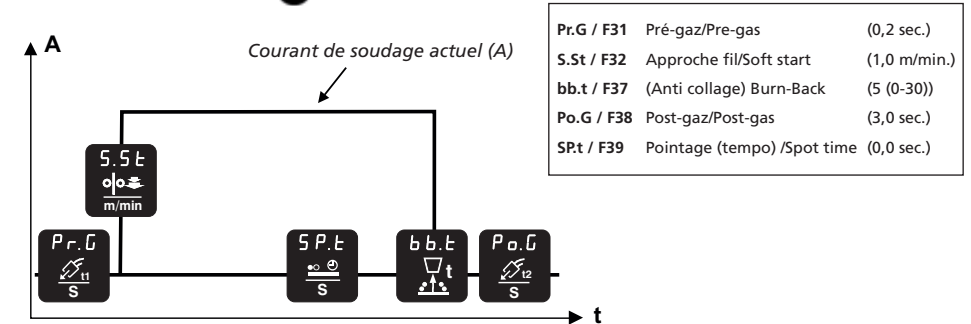 A
Courant de soudage actuel (A)
S.St
m/min
Pr.G
t1
S
SP.t
S
bb.t
t
Po.G
t2
S
t
Pr.G / F31 Pré-gaz/Pre-gas (0,2 sec.)
S.St / F32 Approche fil/Soft start (1,0 m/min.)
bb.t / F37 (Anti collage) Burn-Back (5 (0-30))
Po.G / F38 Post-gaz/Post-gas (3,0 sec.)
SP.t / F39 Pointage (tempo) /Spot time (0,0 sec.)